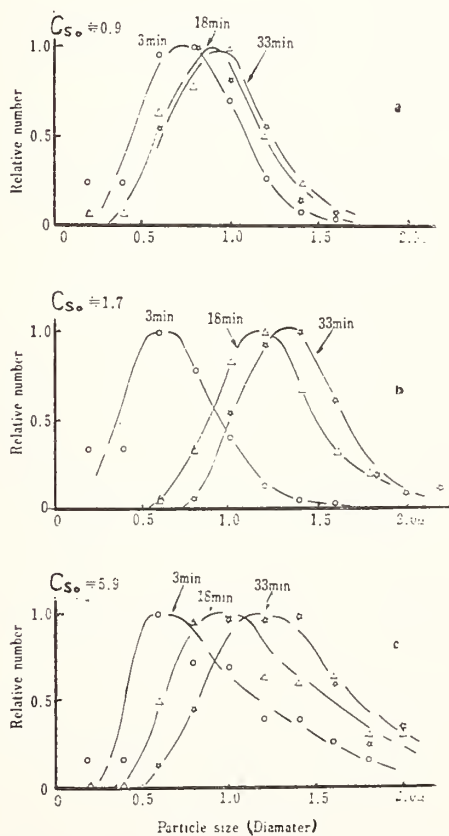 Cso ≒0.9
18min
3min
33min
1.0
0.5
0
Relative number
a
0 0.5 1.0 1.5
Cso ≒1.7
3min
18min
33min
1.0
0.5
0
Relative number
b
0 0.5 1.0 1.5
Cso ≒5.9
3min
18min
33min
1.0
0.5
0
Relative number
c
0 0.5 1.0 1.5
Particle size (Diamater)